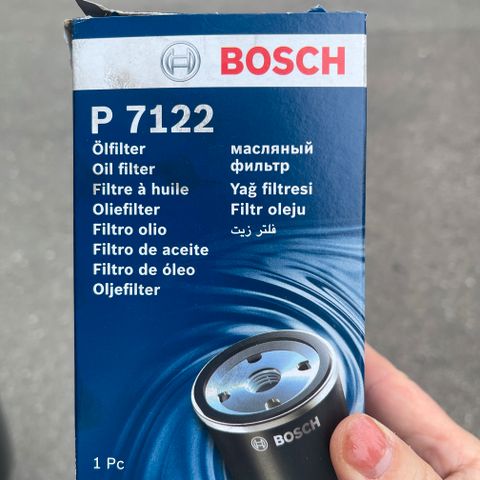 BOSCH
P 7122
Ölfilter
Oil filter
Filtre à huile
Oliefilter
Filtro olio
Filtro de aceite
Filtro de óleo
Oljefilter
масляный
фильтр
Yağ filtresi
Filtr oleju
فلتر زيت
BOSCH
1 Pc